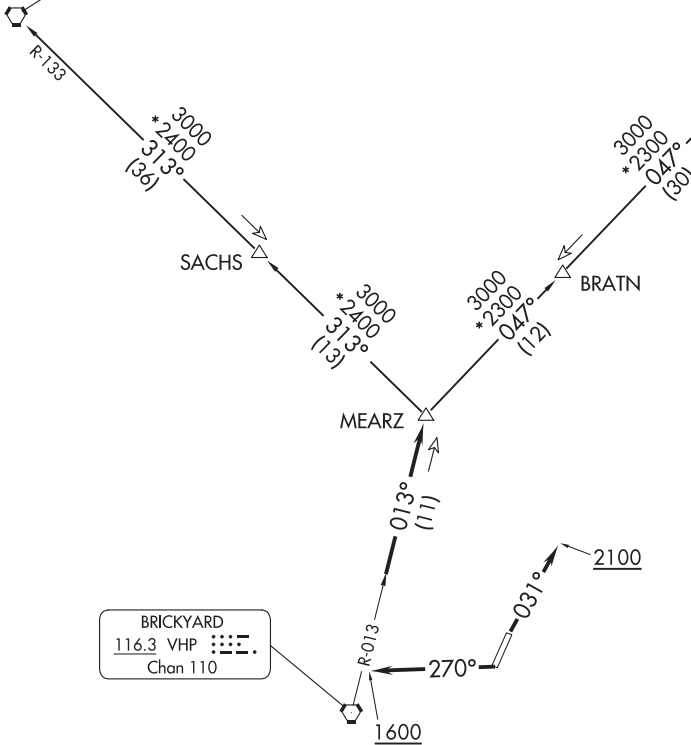 R-133
3000
*2400
313°
(36)
3000
*2300
047°
(30)
SACHS
BRATN
3000
*2400
313°
(13)
3000
*2300
047°
(12)
MEARZ
013°
(11)
2100
031°
BRICKYARD
116.3 VHP
Chan 110
R-013
270°
1600